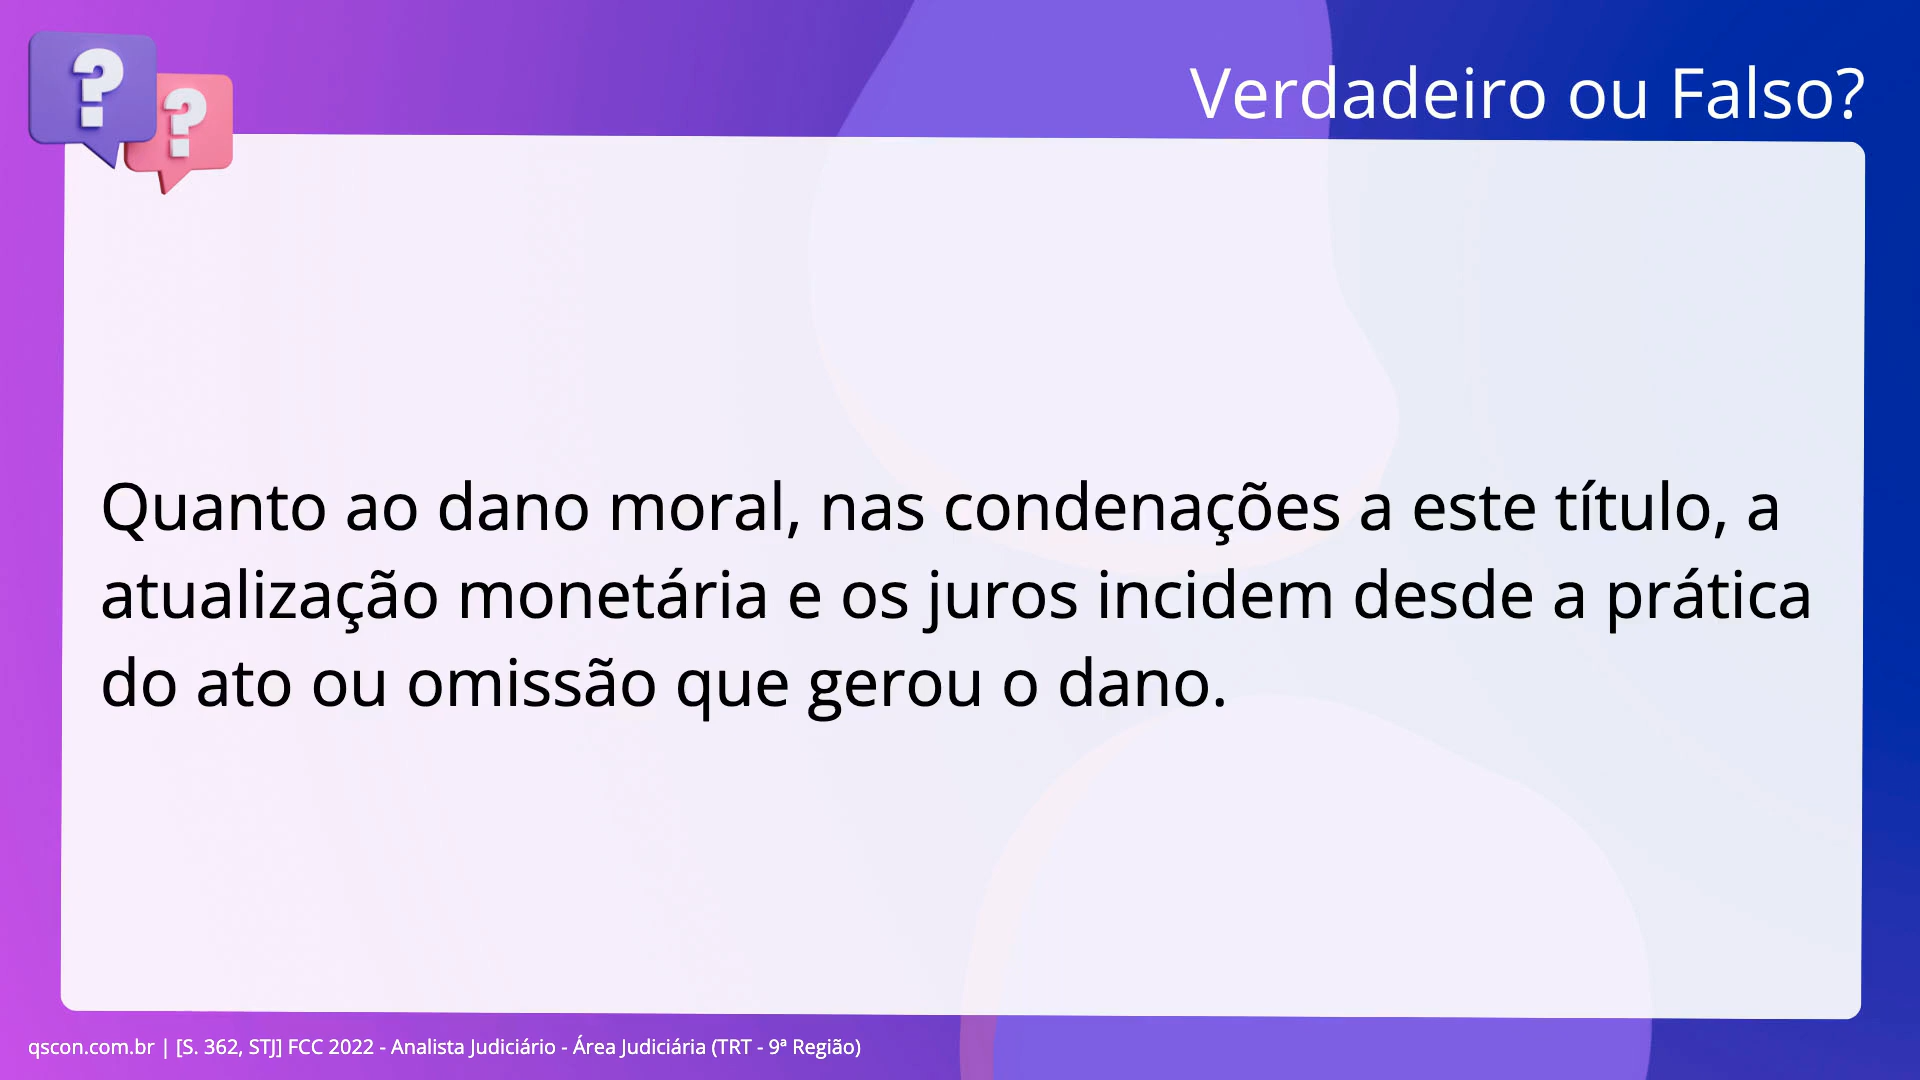 Verdadeiro ou Falso?
Quanto ao dano moral, nas condenações a este título, a
atualização monetária e os juros incidem desde a prática
do ato ou omissão que gerou o dano.
qscon.com.br | [S. 362, STJ] FCC 2022 - Analista Judiciário - Área Judiciária (TRT - 9ª Região)